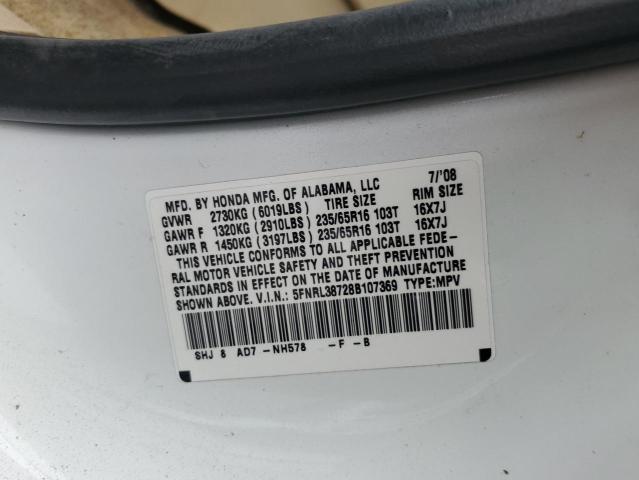 MFD. BY HONDA MFG. OF ALABAMA, LLC 7/'08
GVWR 2730KG (6019LBS) TIRE SIZE RIM SIZE
GAWR F 1320KG (2910LBS) 235/65R16 103T 16X7J
GAWR R 1450KG (3197LBS) 235/65R16 103T 16X7J
THIS VEHICLE CONFORMS TO ALL APPLICABLE FEDE-
RAL MOTOR VEHICLE SAFETY AND THEFT PREVENTION
STANDARDS IN EFFECT ON THE DATE OF MANUFACTURE
SHOWN ABOVE. V.I.N.: 5FNRL38728B107369 TYPE:MPV
SHJ 8 AD7 -NH578 -F -B